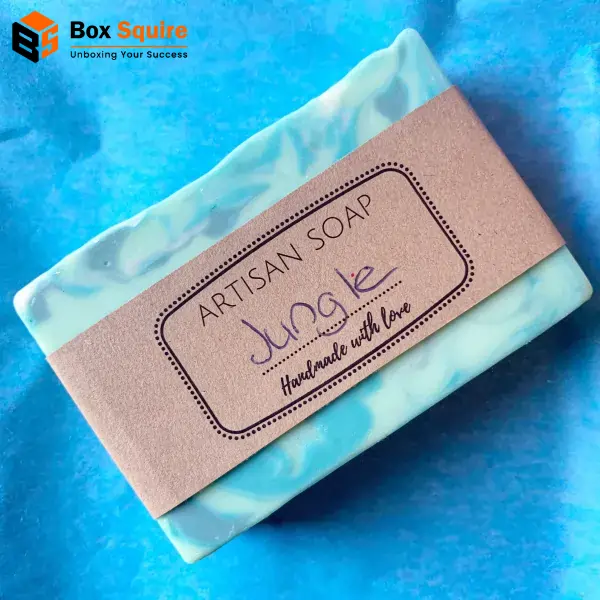 Box Squire
Unboxing Your Success
ARTISAN SOAP
Jungle
Handmade with love